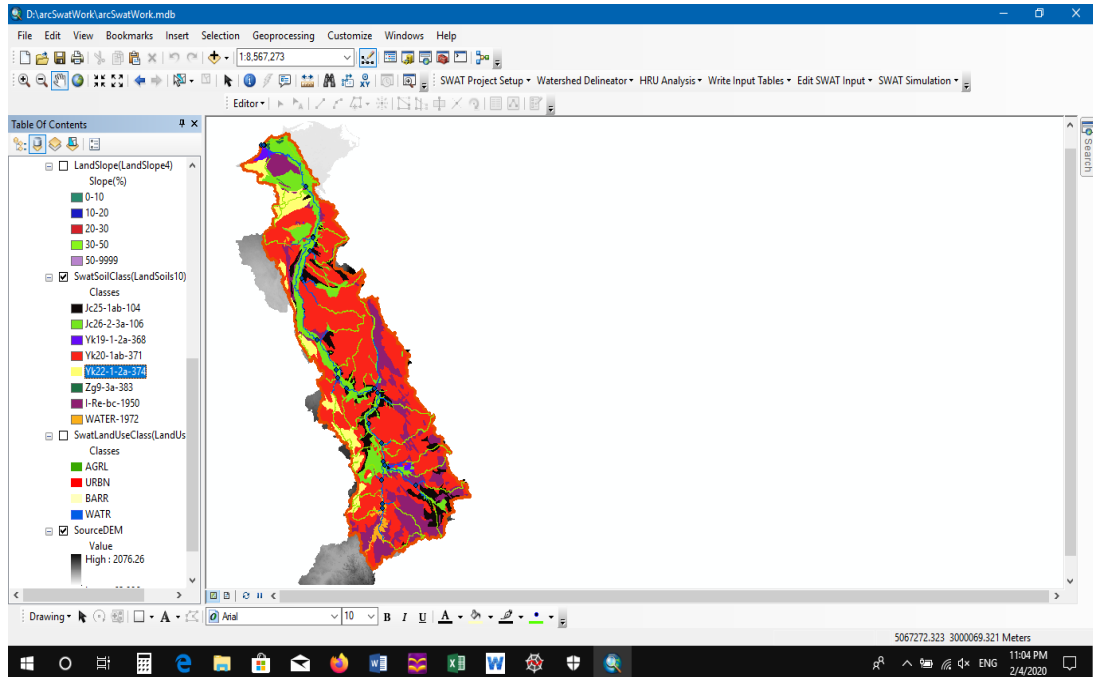 D:\arcSwatWork\arcSwatWork.mdb
File Edit View Bookmarks Insert Selection Geoprocessing Customize Windows Help
1:8,567,273
SWAT Project Setup Watershed Delineator HRU Analysis Write Input Tables Edit SWAT Input SWAT Simulation
Editor
Table Of Contents
Search
LandSlope(LandSlope4)
Slope(%)
0-10
10-20
20-30
30-50
50-9999
SwatSoilClass(LandSoils10)
Classes
Jc25-1ab-104
Jc26-2-3a-106
Yk19-1-2a-368
Yk20-1ab-371
Yk22-1-2a-374
Zg9-3a-383
I-Re-bc-1950
WATER-1972
SwatLandUseClass(LandUs
Classes
AGRL
URBN
BARR
WATR
SourceDEM
Value
High : 2076.26
Drawing A Arial 10 B I U A
5067272.323 3000069.321 Meters
ENG
11:04 PM
2/4/2020